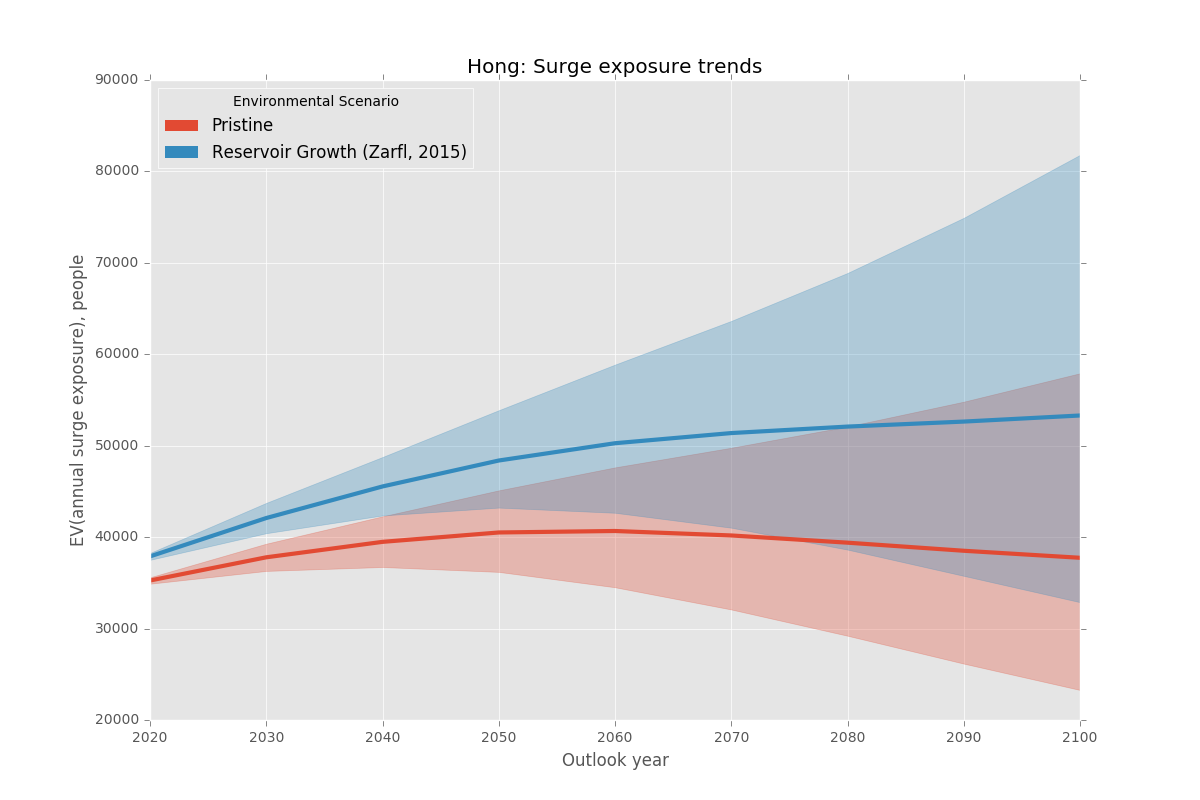 Hong: Surge exposure trends
Environmental Scenario
Pristine
Reservoir Growth (Zarfl, 2015)
EV(annual surge exposure), people
90000
80000
70000
60000
50000
40000
30000
20000
2020 2030 2040 2050 2060 2070 2080 2090 2100
Outlook year